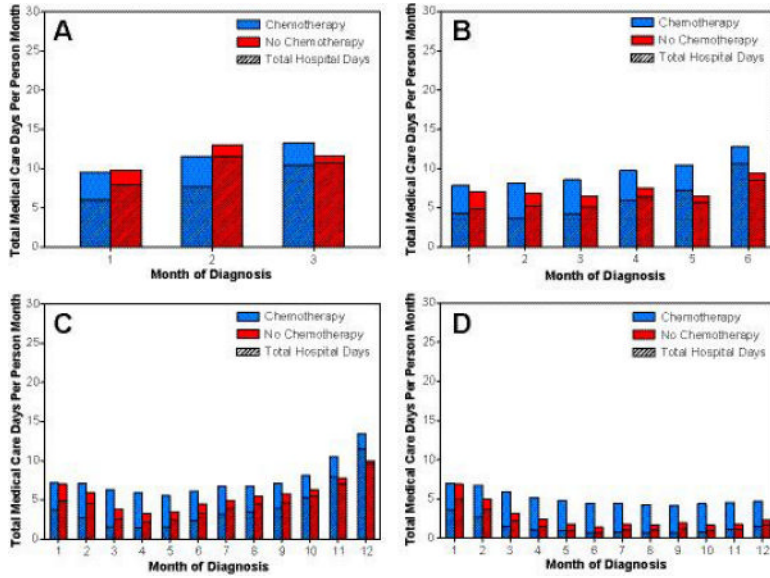 A
Chemotherapy
No Chemotherapy
Total Hospital Days
Total Medical Care Days Per Person Month
30
25
20
15
10
5
0
1 2 3
Month of Diagnosis
B
Chemotherapy
No Chemotherapy
Total Hospital Days
Total Medical Care Days Per Person Month
30
25
20
15
10
5
0
1 2 3 4 5 6
Month of Diagnosis
C
Chemotherapy
No Chemotherapy
Total Hospital Days
Total Medical Care Days Per Person Month
30
25
20
15
10
5
0
1 2 3 4 5 6 7 8 9 10 11 12
Month of Diagnosis
D
Chemotherapy
No Chemotherapy
Total Hospital Days
Total Medical Care Days Per Person Month
30
25
20
15
10
5
0
1 2 3 4 5 6 7 8 9 10 11 12
Month of Diagnosis